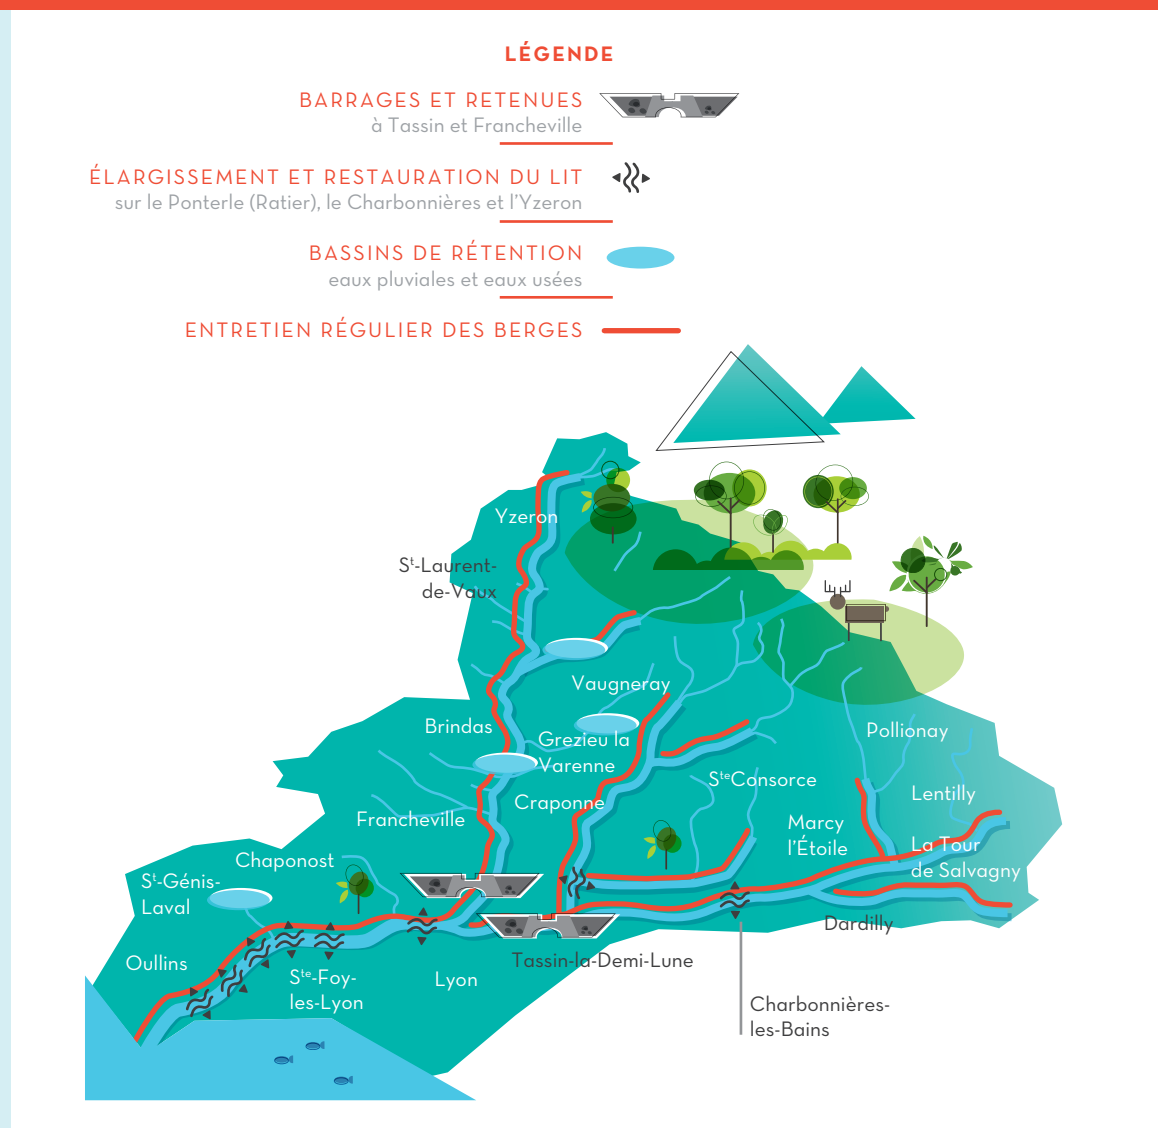 LÉGENDE
BARRAGES ET RETENUES
à Tassin et Francheville
ÉLARGISSEMENT ET RESTAURATION DU LIT
sur le Ponterle (Ratier), le Charbonnières et l'Yzeron
BASSINS DE RÉTENTION
eaux pluviales et eaux usées
ENTRETIEN RÉGULIER DES BERGES
Yzeron
St-Laurent-
de-Vaux
Vaugneray
Brindas
Grezieu la
Varenne
Pollionay
SteConsorce
Lentilly
Craponne
Francheville
Marcy
l'Étoile
La Tour
de Salvagny
Chaponost
St-Génis-
Laval
Dardilly
Oullins
Ste-Foy-
les-Lyon
Lyon
Tassin-la-Demi-Lune
Charbonnières-
les-Bains